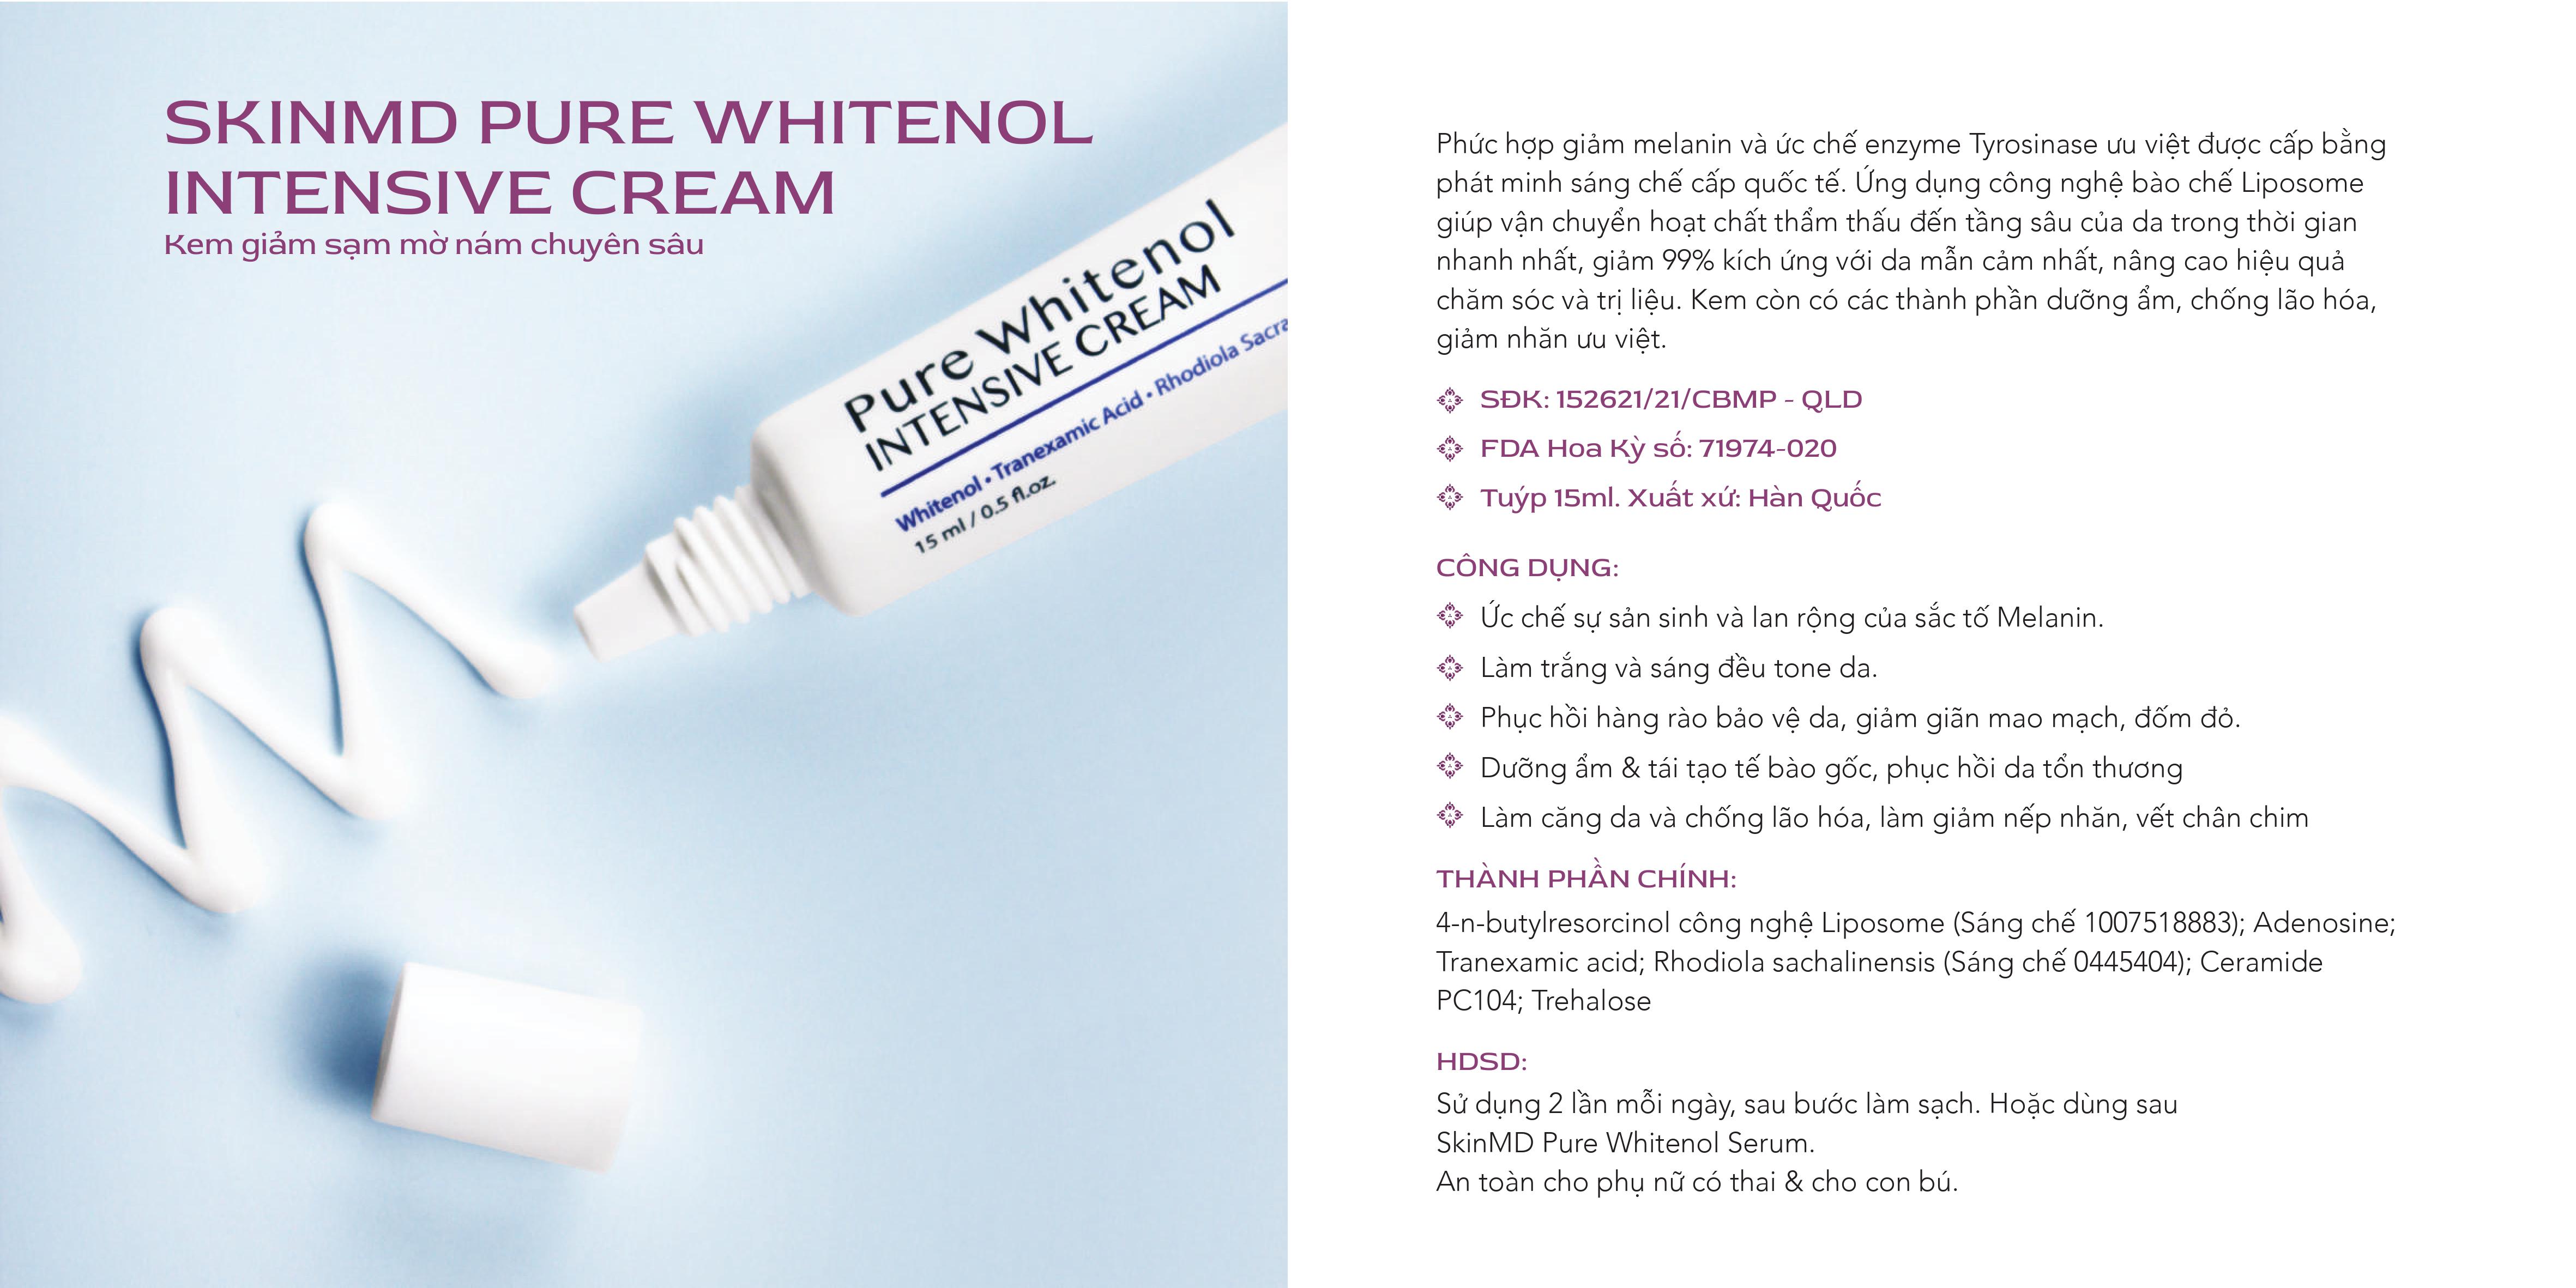 SKINMD PURE WHITENOL
INTENSIVE CREAM
Kem giảm sạm mờ nám chuyên sâu
Pure Whitenol
INTENSIVE CREAM
Whitenol • Tranexamic Acid • Rhodiola Sacra
15 ml / 0.5 fl.oz.
Phức hợp giảm melanin và ức chế enzyme Tyrosinase ưu việt được cấp bằng
phát minh sáng chế cấp quốc tế. Ứng dụng công nghệ bào chế Liposome
giúp vận chuyển hoạt chất thẩm thấu đến tầng sâu của da trong thời gian
nhanh nhất, giảm 99% kích ứng với da mẫn cảm nhất, nâng cao hiệu quả
chăm sóc và trị liệu. Kem còn có các thành phần dưỡng ẩm, chống lão hóa,
giảm nhăn ưu việt.
SĐK: 152621/21/CBMP - QLD
FDA Hoa Kỳ số: 71974-020
Tuýp 15ml. Xuất xứ: Hàn Quốc
CÔNG DỤNG:
Ức chế sự sản sinh và lan rộng của sắc tố Melanin.
Làm trắng và sáng đều tone da.
Phục hồi hàng rào bảo vệ da, giảm giãn mao mạch, đốm đỏ.
Dưỡng ẩm & tái tạo tế bào gốc, phục hồi da tổn thương
Làm căng da và chống lão hóa, làm giảm nếp nhăn, vết chân chim
THÀNH PHẦN CHÍNH:
4-n-butylresorcinol công nghệ Liposome (Sáng chế 1007518883); Adenosine;
Tranexamic acid; Rhodiola sachalinensis (Sáng chế 0445404); Ceramide
PC104; Trehalose
HDSD:
Sử dụng 2 lần mỗi ngày, sau bước làm sạch. Hoặc dùng sau
SkinMD Pure Whitenol Serum.
An toàn cho phụ nữ có thai & cho con bú.